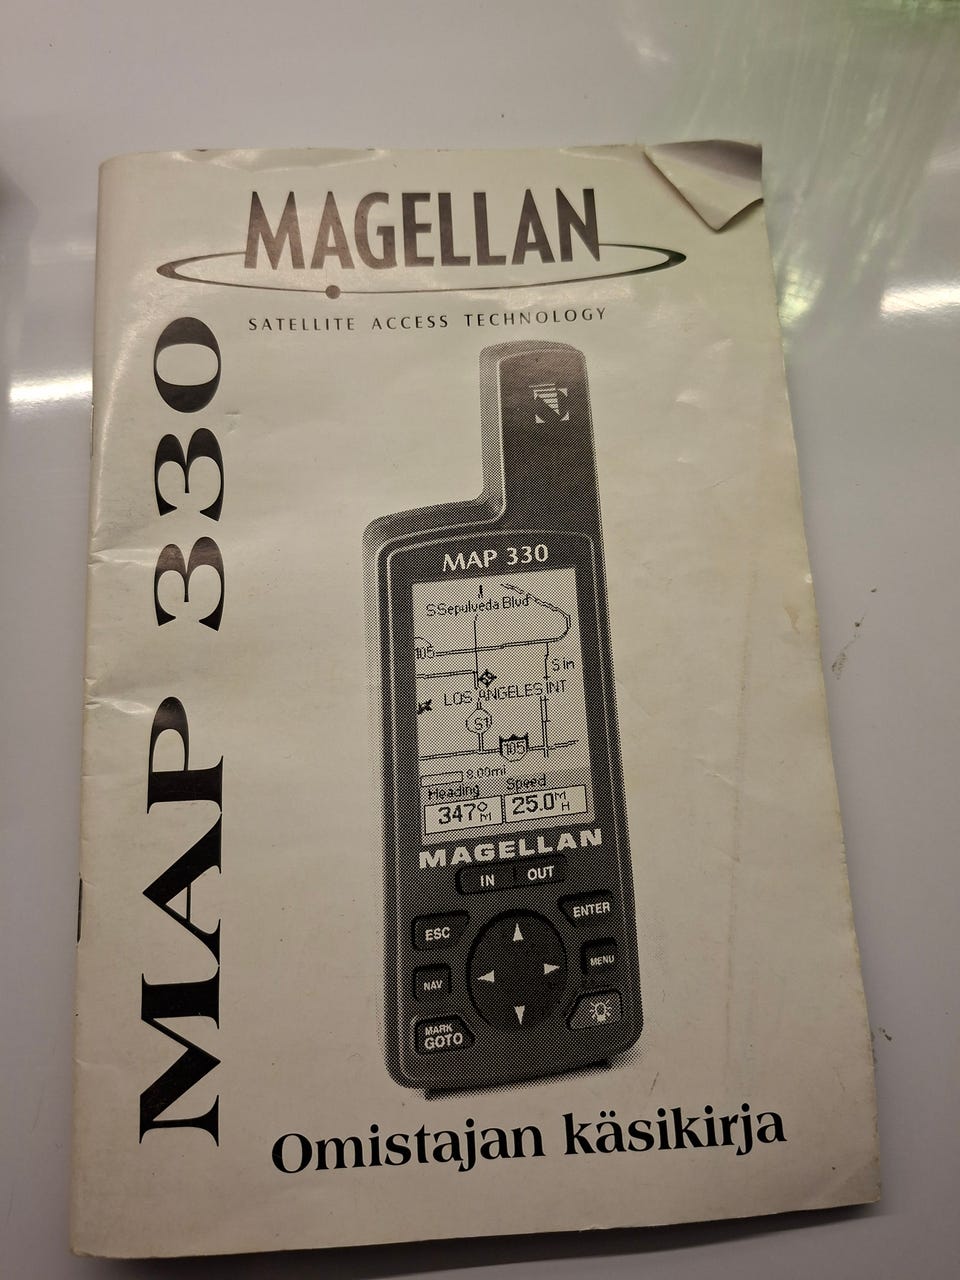 MAGELLAN
SATELLITE ACCESS TECHNOLOGY
MAP 330
MAP 330
S Sepulveda Blvd
105
S in
LOS ANGELES INT
S1
105
8.00mi
Heading Speed
347°M 25.0MH
MAGELLAN
IN OUT
ESC ENTER
NAV MENU
MARK
GOTO
Omistajan käsikirja